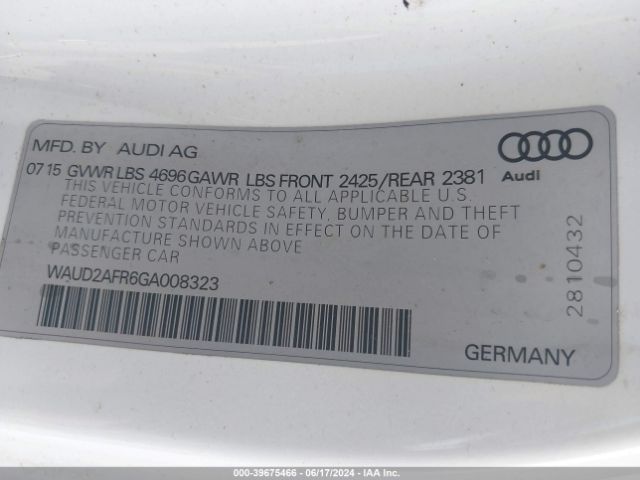 MFD. BY AUDI AG
07 15 GVWR LBS 4696 GAWR LBS FRONT 2425/REAR 2381
THIS VEHICLE CONFORMS TO ALL APPLICABLE U.S.
FEDERAL MOTOR VEHICLE SAFETY, BUMPER AND THEFT
PREVENTION STANDARDS IN EFFECT ON THE DATE OF
MANUFACTURE SHOWN ABOVE
PASSENGER CAR
WAUD2AFR6GA008323
Audi
2810432
GERMANY
000-39675466 - 06/17/2024 - IAAI.COM